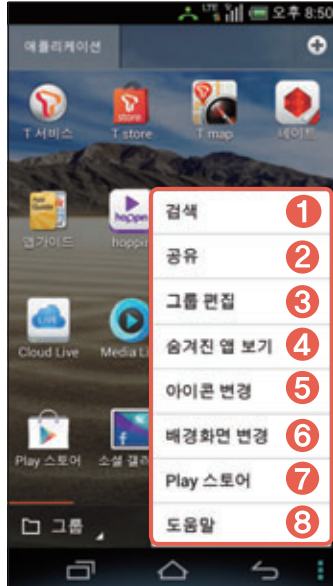 LTE 오후 8:50
애플리케이션
T 서비스 T store T map 네이트
App Guide
앱가이드 hoppin
LIVE
Cloud Live Media Li
Play 스토어 소셜 갤러
그룹
검색 1
공유 2
그룹 편집 3
숨겨진 앱 보기 4
아이콘 변경 5
배경화면 변경 6
Play 스토어 7
도움말 8